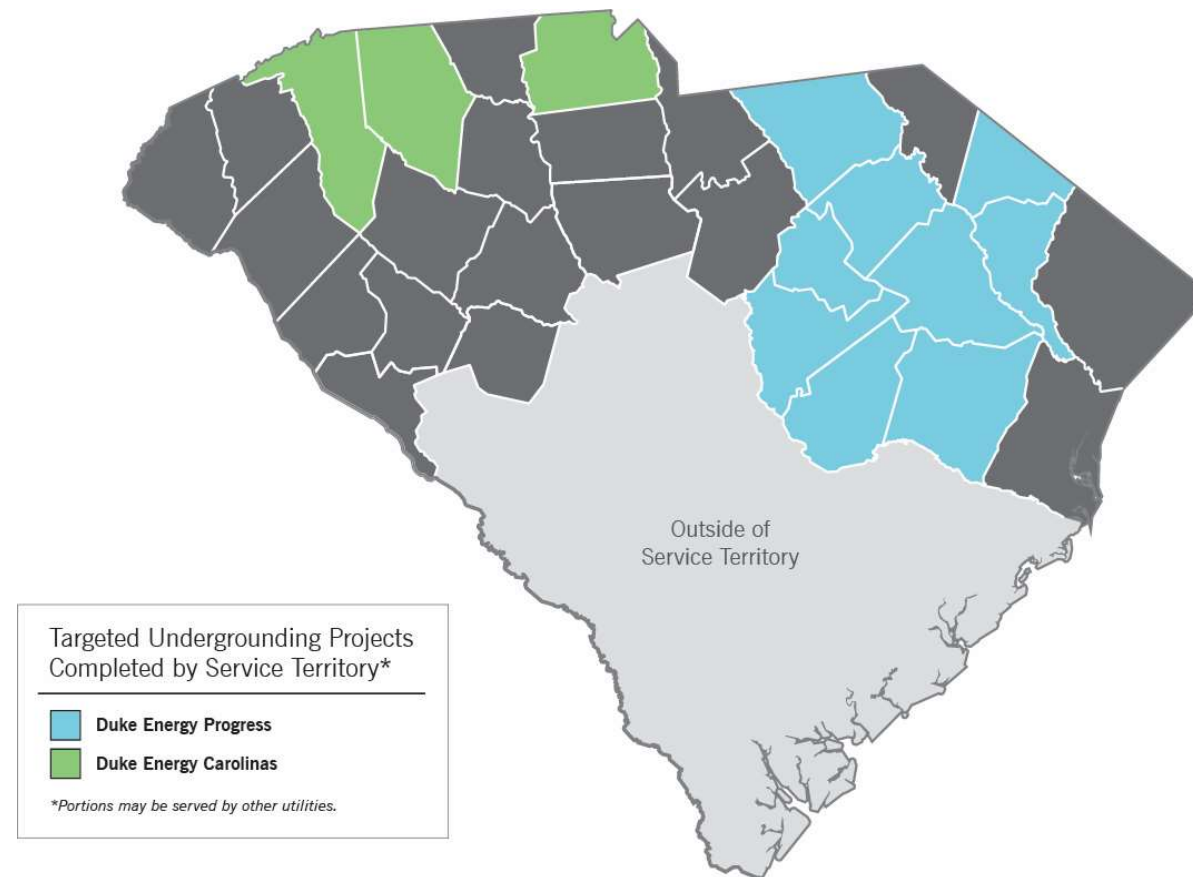 Outside of
Service Territory
Targeted Undergrounding Projects
Completed by Service Territory*
Duke Energy Progress
Duke Energy Carolinas
*Portions may be served by other utilities.